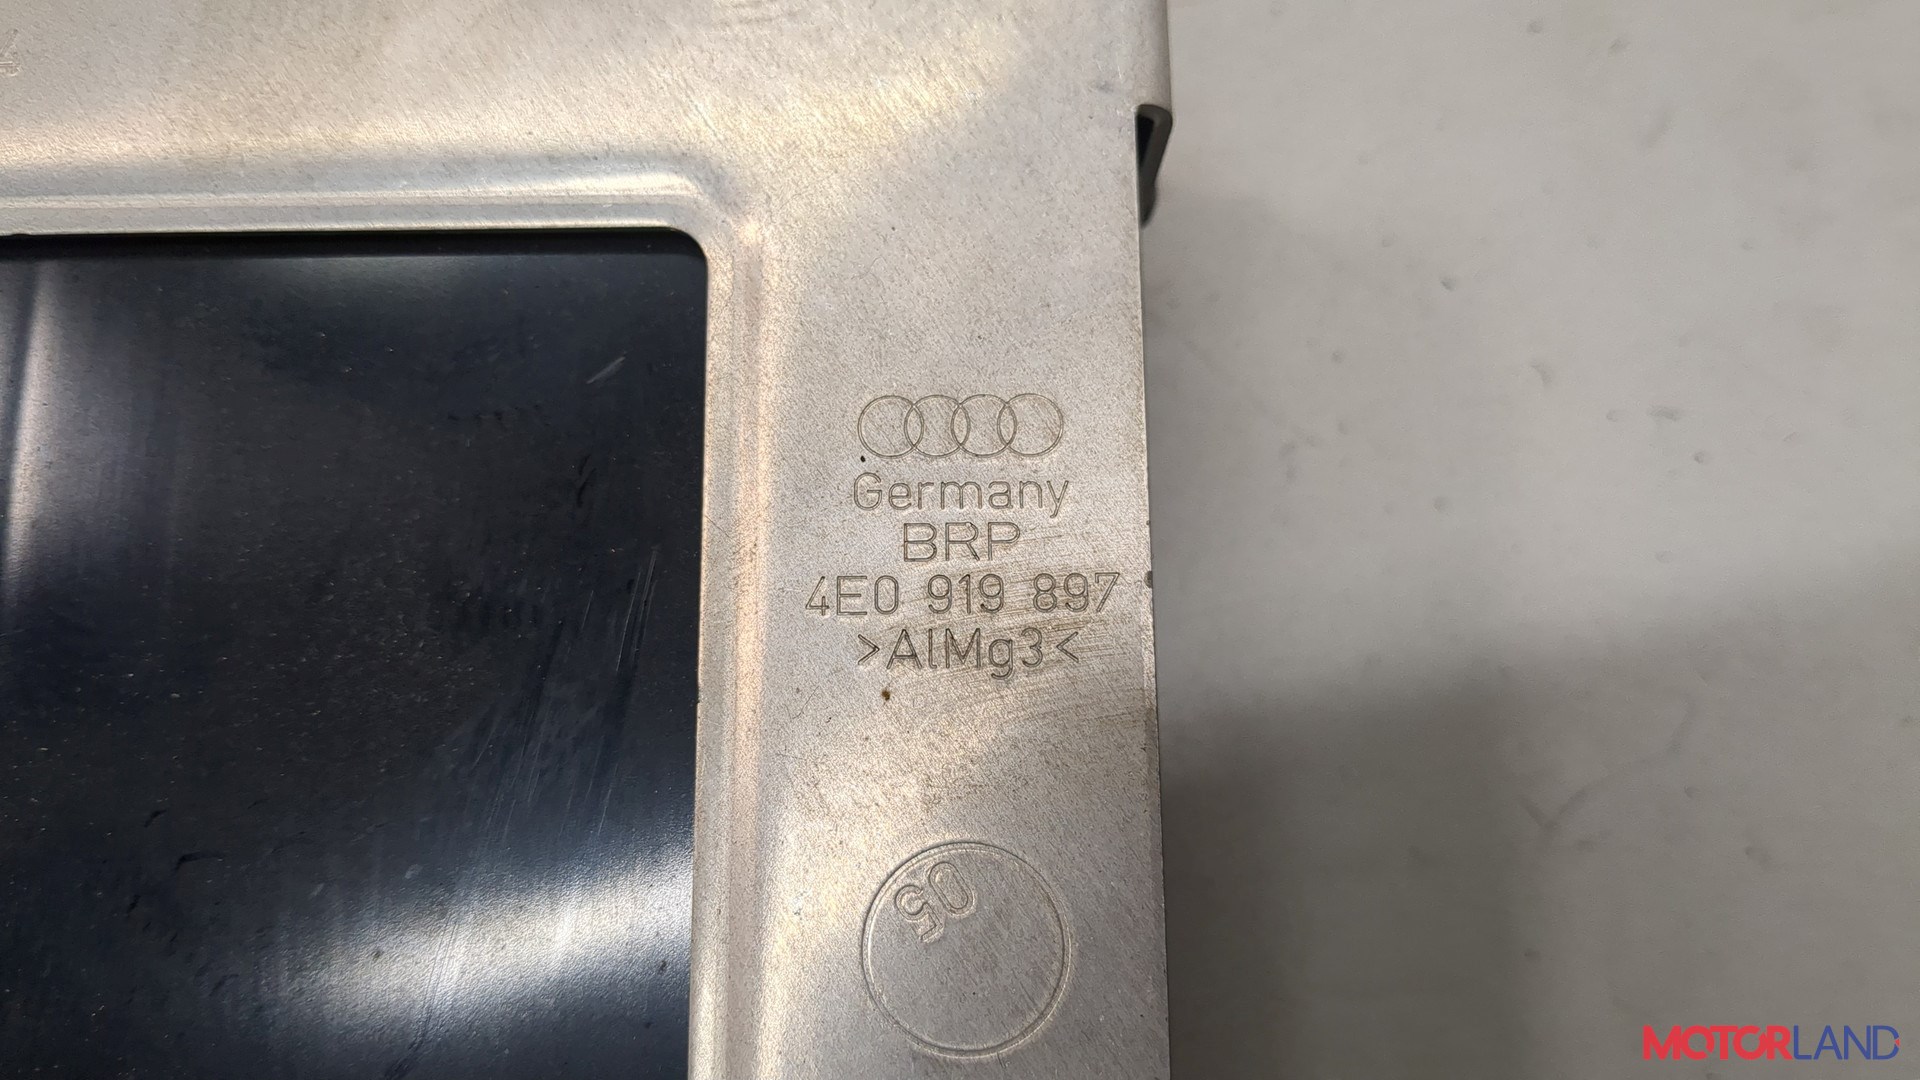 Germany
BRP
4E0 919 897
>AlMg3<
05
MOTORLAND